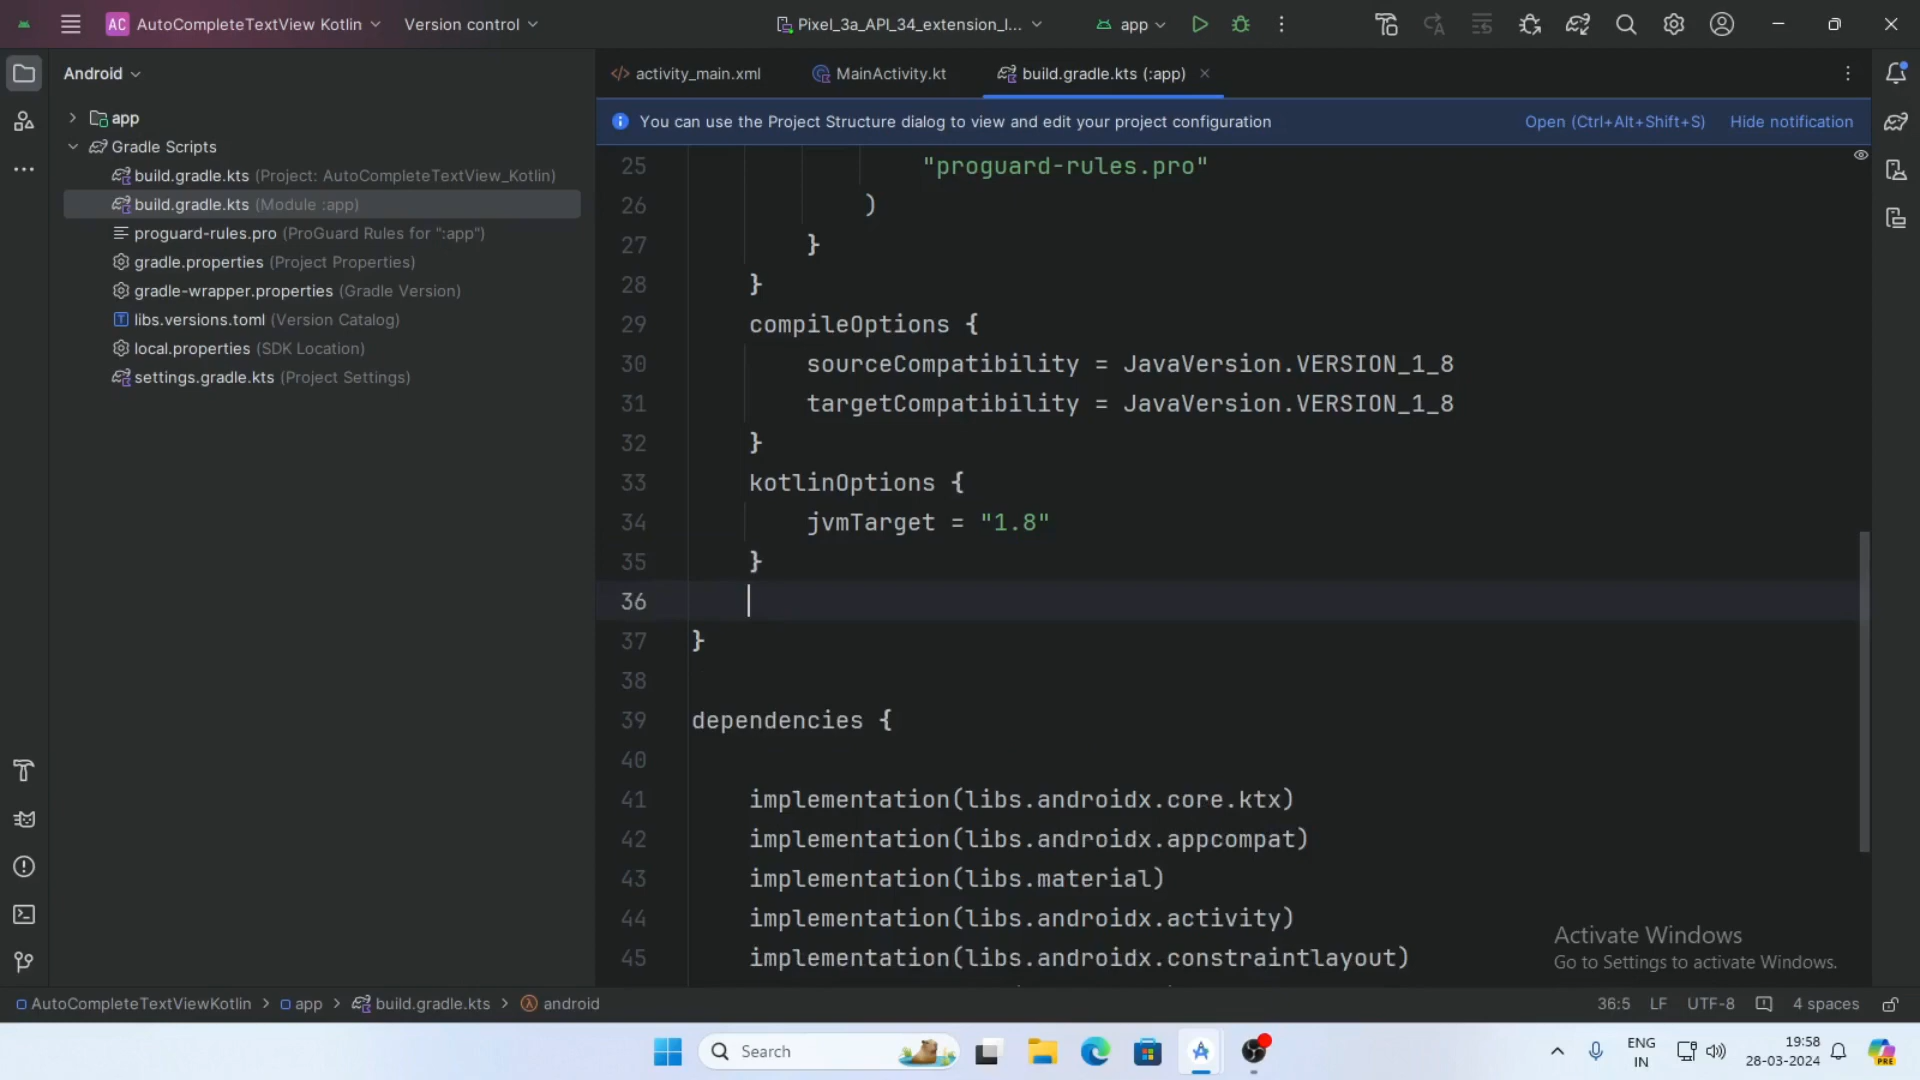 AC AutoCompleteTextView Kotlin Version control Pixel_3a_API_34_extension_l... app
Android
activity_main.xml MainActivity.kt build.gradle.kts (:app)
You can use the Project Structure dialog to view and edit your project configuration Open (Ctrl+Alt+Shift+S) Hide notification
app
Gradle Scripts
build.gradle.kts (Project: AutoCompleteTextView_Kotlin)
build.gradle.kts (Module :app)
proguard-rules.pro (ProGuard Rules for ":app")
gradle.properties (Project Properties)
gradle-wrapper.properties (Gradle Version)
libs.versions.toml (Version Catalog)
local.properties (SDK Location)
settings.gradle.kts (Project Settings)
25 "proguard-rules.pro"
26 )
27 }
28 }
29 compileOptions {
30 sourceCompatibility = JavaVersion.VERSION_1_8
31 targetCompatibility = JavaVersion.VERSION_1_8
32 }
33 kotlinOptions {
34 jvmTarget = "1.8"
35 }
36
37 }
38
39 dependencies {
40
41 implementation(libs.androidx.core.ktx)
42 implementation(libs.androidx.appcompat)
43 implementation(libs.material)
44 implementation(libs.androidx.activity)
45 implementation(libs.androidx.constraintlayout)
Activate Windows
Go to Settings to activate Windows.
AutoCompleteTextViewKotlin app build.gradle.kts android 36:5 LF UTF-8 4 spaces
Search
ENG
IN
19:58
28-03-2024
PRE